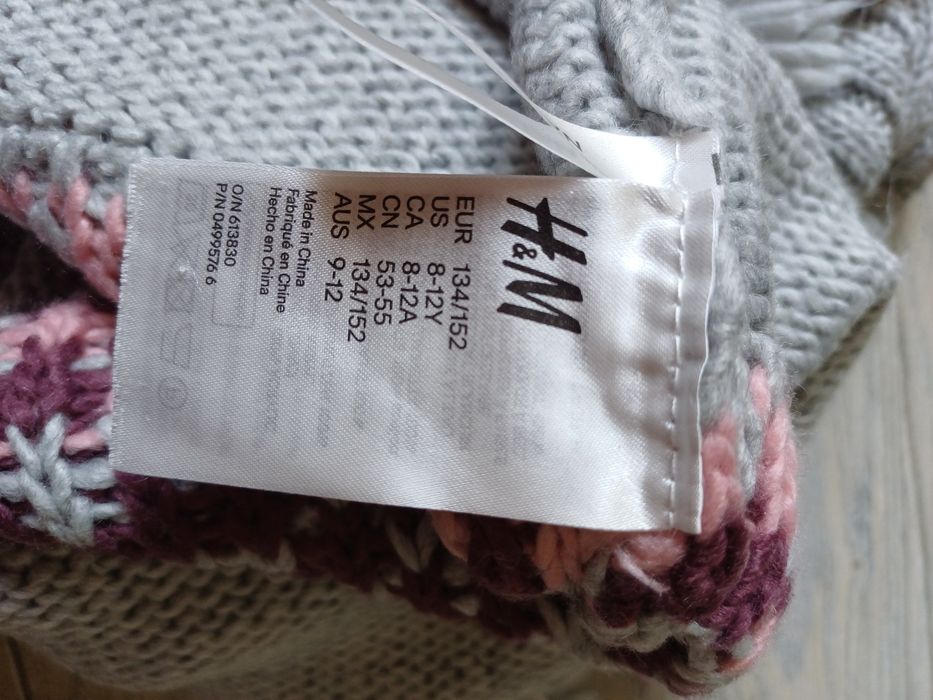 H&M
EUR 134/152
US 8-12Y
CA 8-12A
CN 53-55
MX 134/152
AUS 9-12
Made in China
Fabriqué en Chine
Hecho en China
O/N 613830
P/N 0499576 6